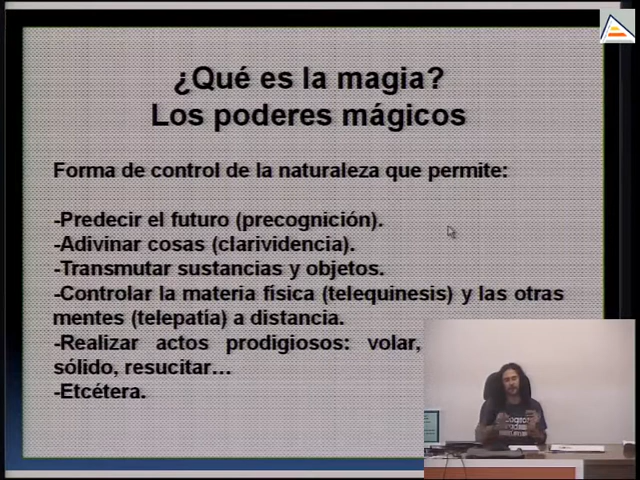 ¿Qué es la magia?
Los poderes mágicos
Forma de control de la naturaleza que permite:
-Predecir el futuro (precognición).
-Adivinar cosas (clarividencia).
-Transmutar sustancias y objetos.
-Controlar la materia física (telequinesis) y las otras
mentes (telepatía) a distancia.
-Realizar actos prodigiosos: volar,
sólido, resucitar...
-Etcétera.